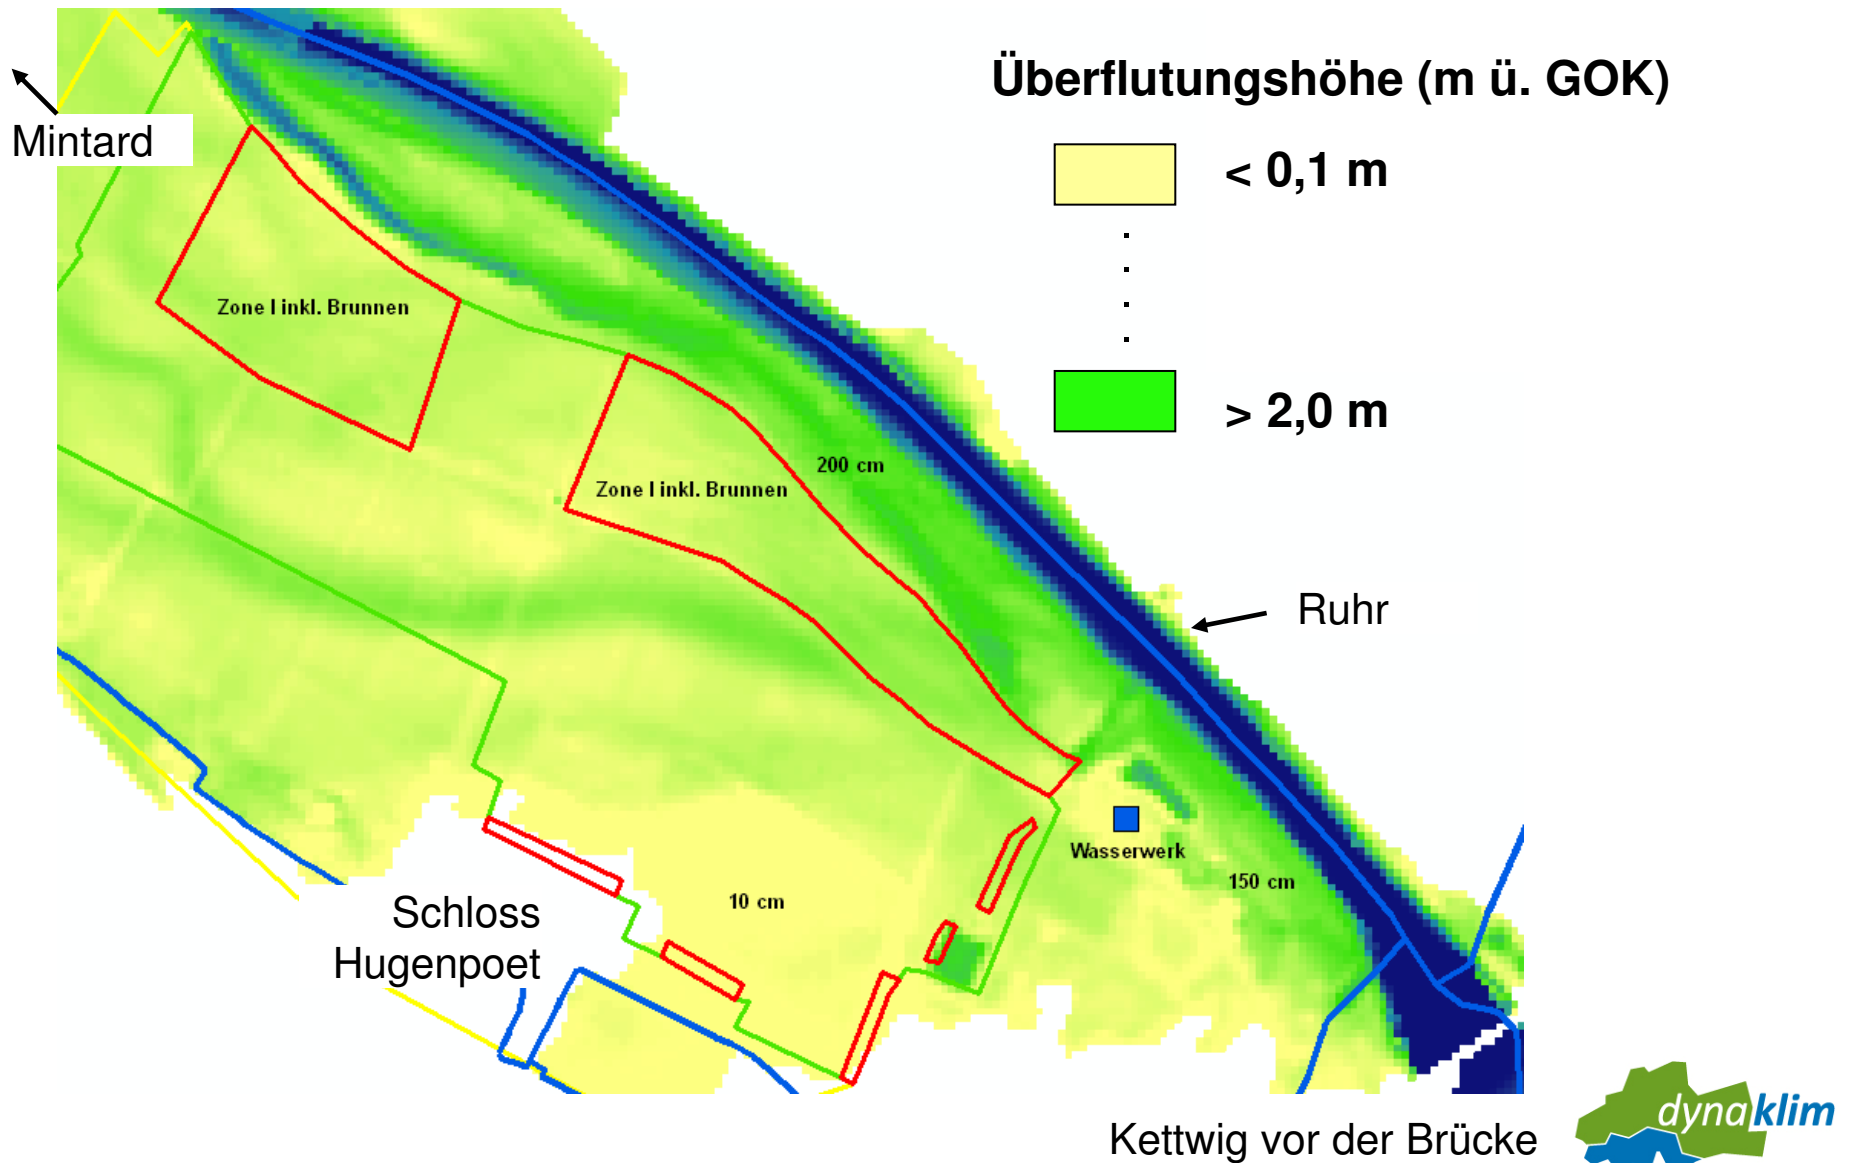 Überflutungshöhe (m ü. GOK)
< 0,1 m
> 2,0 m
Mintard
Zone I inkl. Brunnen
200 cm
Zone I inkl. Brunnen
Ruhr
Wasserwerk
150 cm
10 cm
Schloss
Hugenpoet
Kettwig vor der Brücke
dynaklim